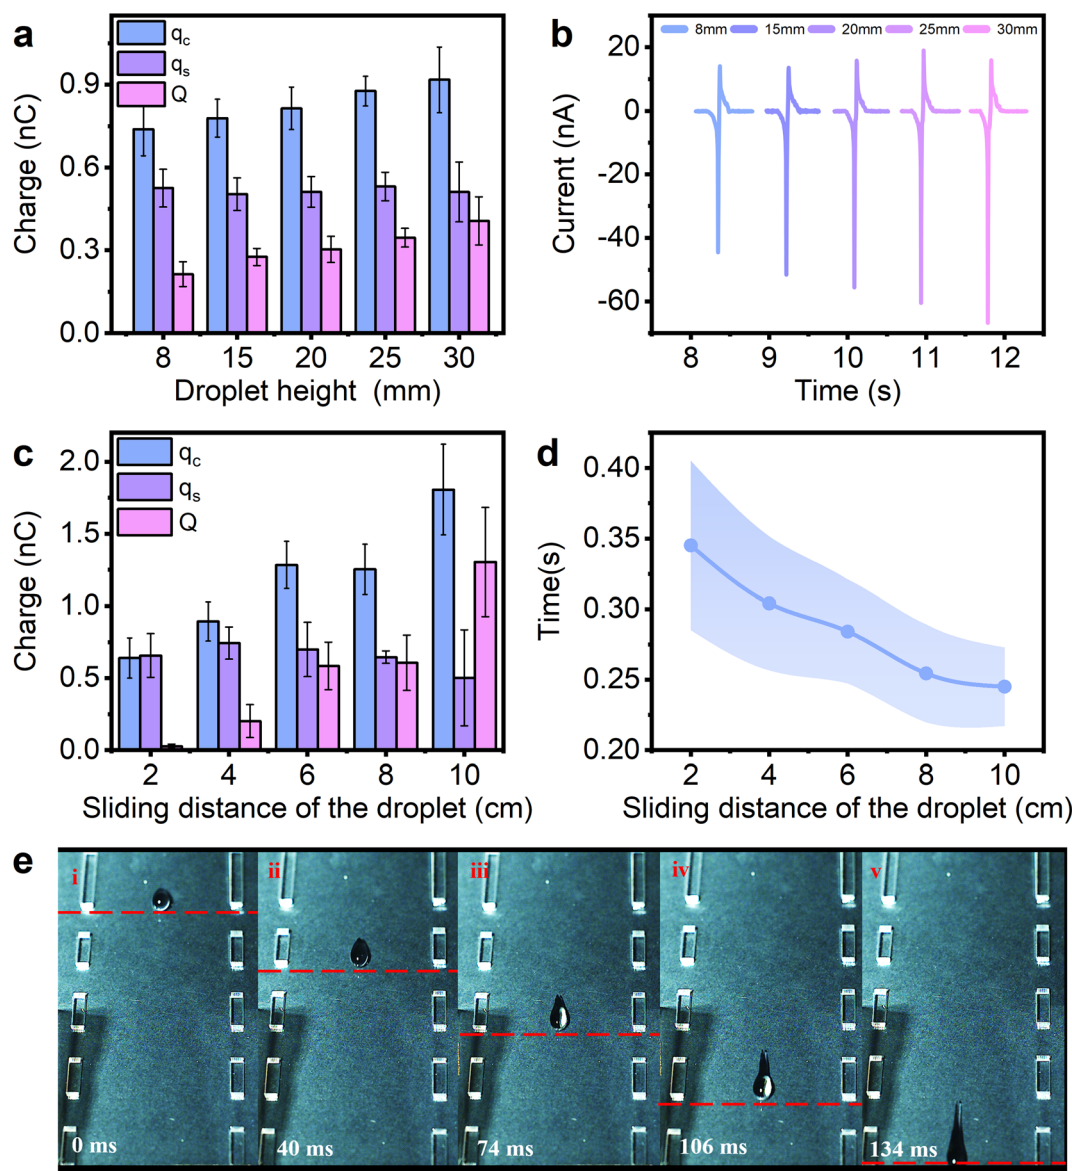 a
q_c
q_s
Q
Charge (nC)
0.9
0.6
0.3
0.0
8 15 20 25 30
Droplet height (mm)
b
8mm 15mm 20mm 25mm 30mm
Current (nA)
20
0
-20
-40
-60
8 9 10 11 12
Time (s)
c
q_c
q_s
Q
Charge (nC)
2.0
1.5
1.0
0.5
0.0
2 4 6 8 10
Sliding distance of the droplet (cm)
d
Time(s)
0.40
0.35
0.30
0.25
0.20
2 4 6 8 10
Sliding distance of the droplet (cm)
e
i ii iii iv v
0 ms 40 ms 74 ms 106 ms 134 ms